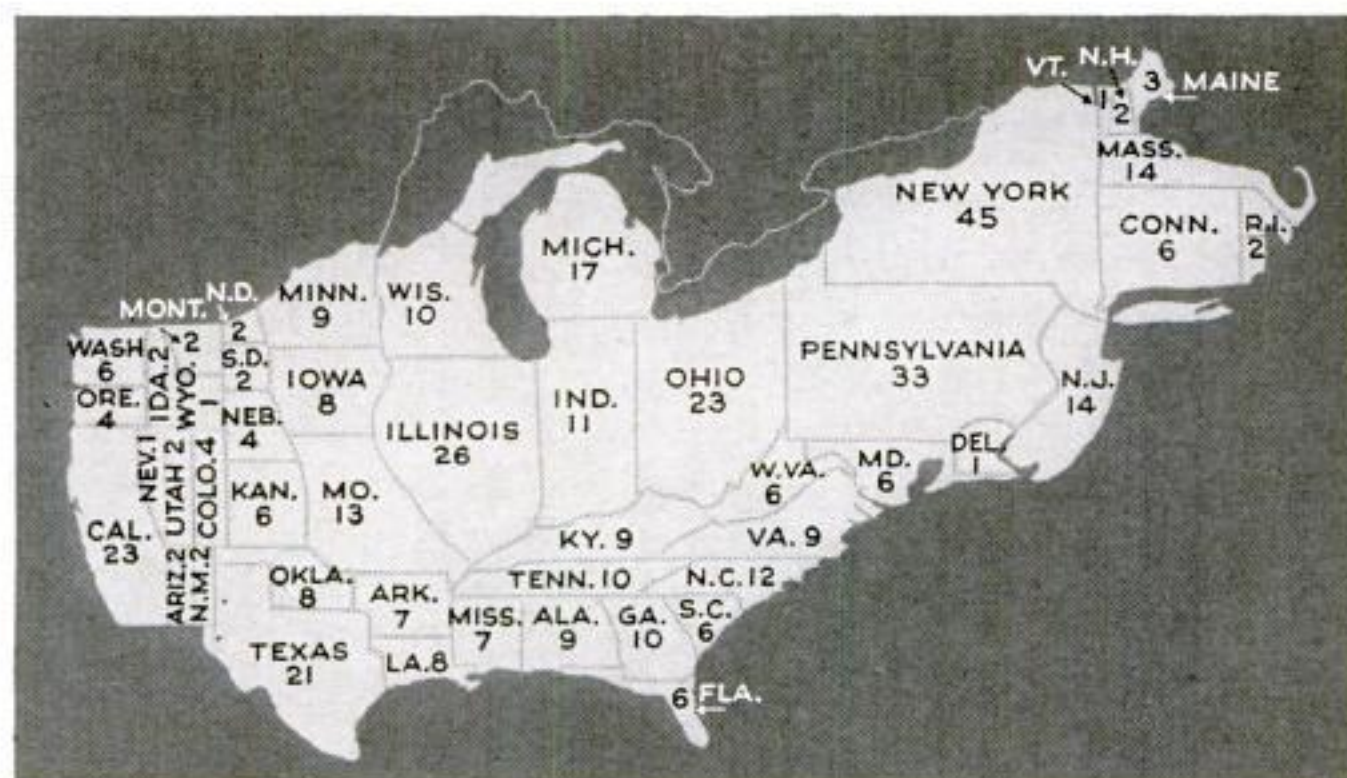 VT.
1
N.H.
2
3
MAINE
MASS.
14
NEW YORK
45
CONN.
6
R.I.
2
MICH.
17
MINN.
9
WIS.
10
MONT.
2
N.D.
2
WASH
6
IDA. 2
WYO.
1
S.D.
2
IOWA
8
ORE.
4
NEB.
4
ILLINOIS
26
IND.
11
OHIO
23
PENNSYLVANIA
33
N.J.
14
DEL.
1
MD.
6
W.VA.
6
NEV. 1
UTAH 2
COLO. 4
KAN.
6
MO.
13
CAL.
23
ARIZ. 2
N.M. 2
KY. 9
VA. 9
OKLA.
8
ARK.
7
TENN. 10
N.C. 12
MISS.
7
ALA.
9
GA.
10
S.C.
6
TEXAS
21
LA. 8
6
FLA.